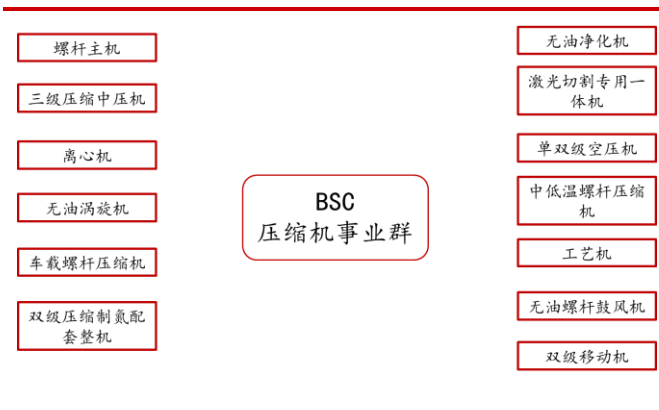 螺杆主机
三级压缩中压机
离心机
无油涡旋机
车载螺杆压缩机
双级压缩制氮配
套整机
BSC
压缩机事业群
无油净化机
激光切割专用一
体机
单双级空压机
中低温螺杆压缩
机
工艺机
无油螺杆鼓风机
双级移动机